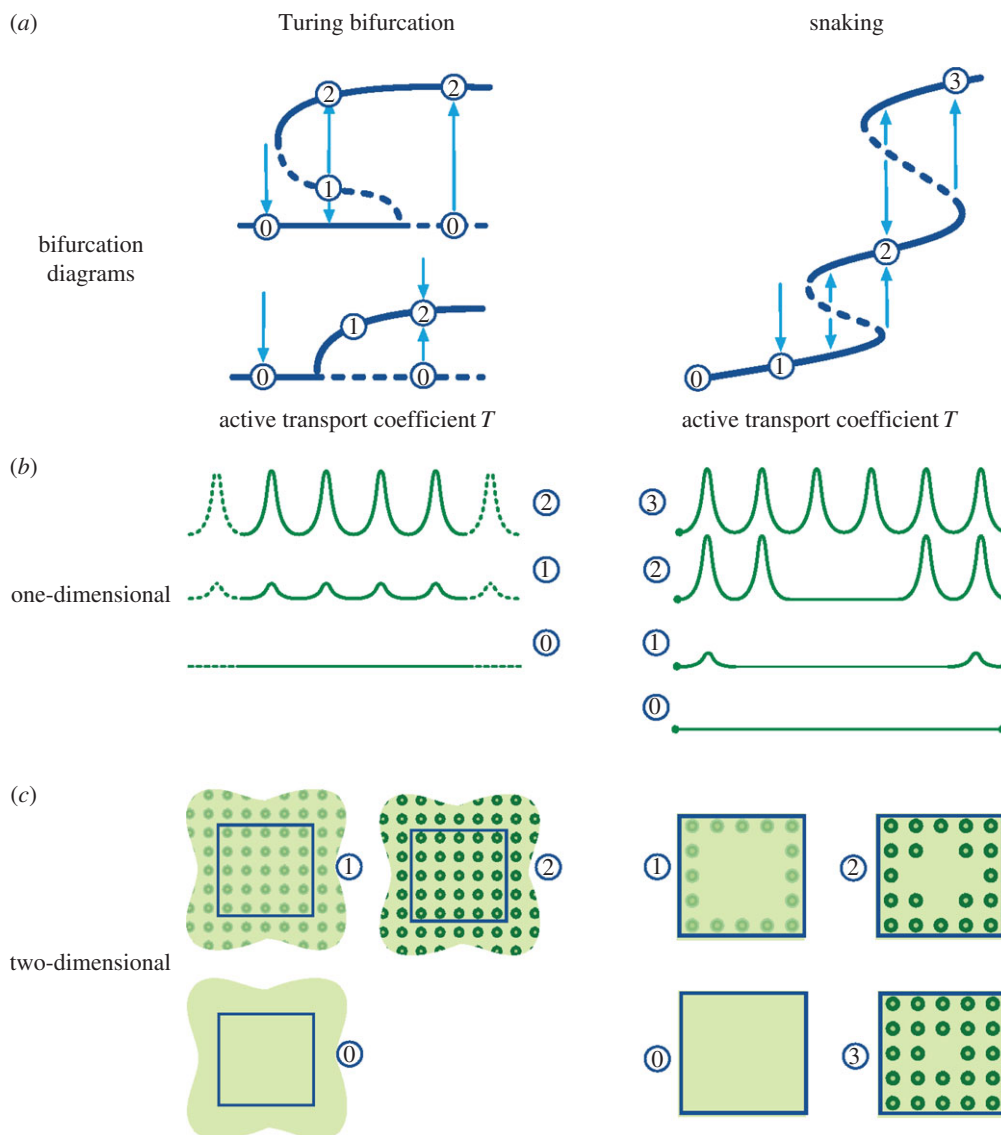 (a)
Turing bifurcation
snaking
2 2
1
0 0
1 2
0 0
3
2
1
0
bifurcation
diagrams
active transport coefficient T
active transport coefficient T
(b)
one-dimensional
2
1
0
3
2
1
0
(c)
two-dimensional
1
2
0
1
2
0
3